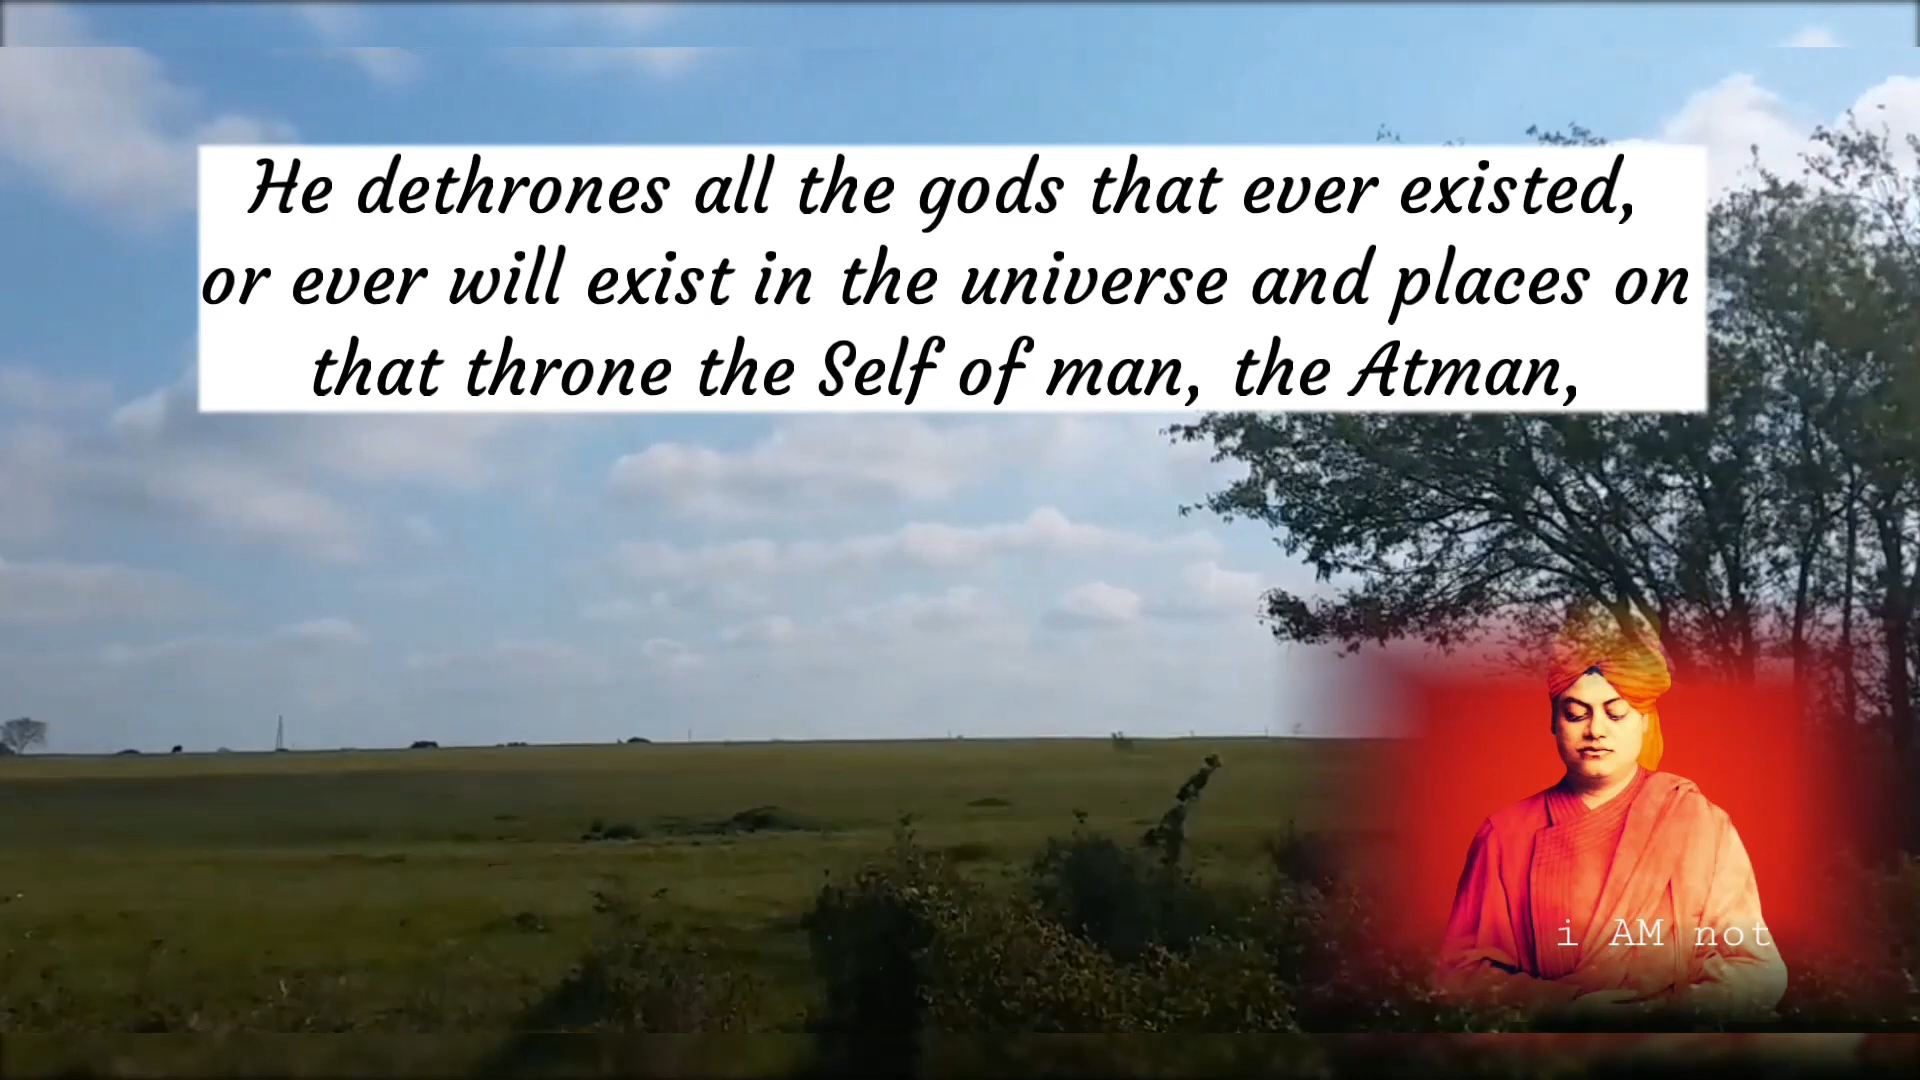 He dethrones all the gods that ever existed,
or ever will exist in the universe and places on
that throne the Self of man, the Atman,
i AM not